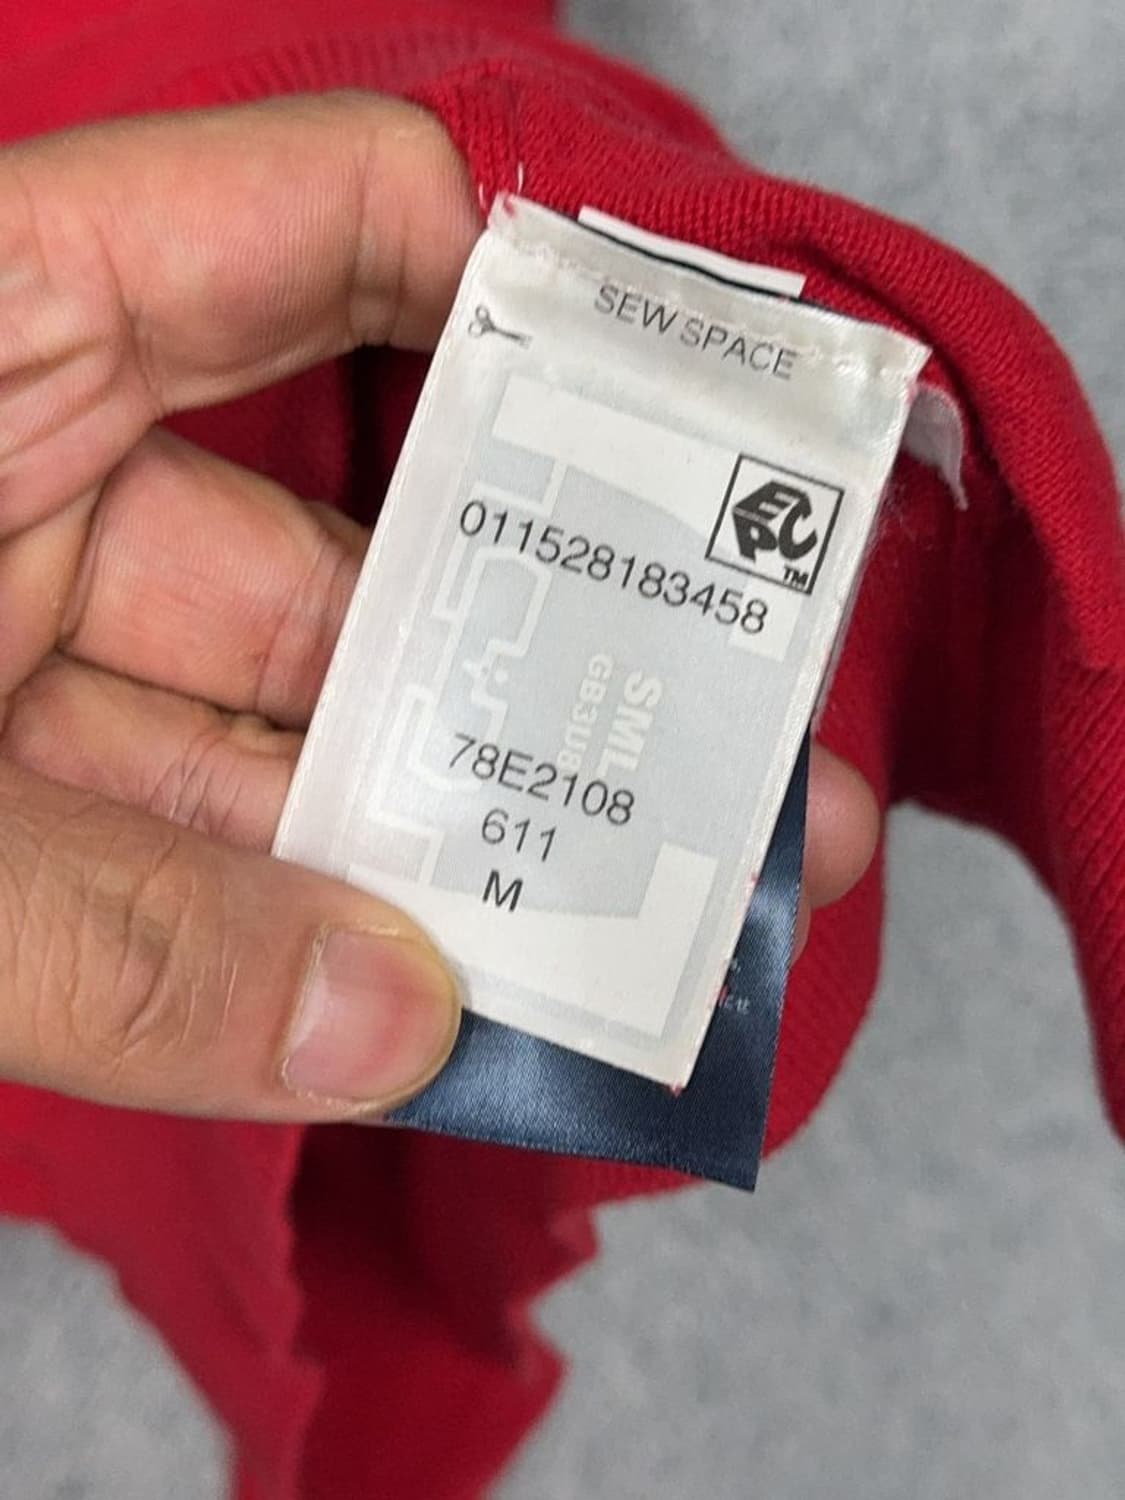 SEW SPACE
EPC
TM
011528183458
SML
GB3U8
78E2108
611
M